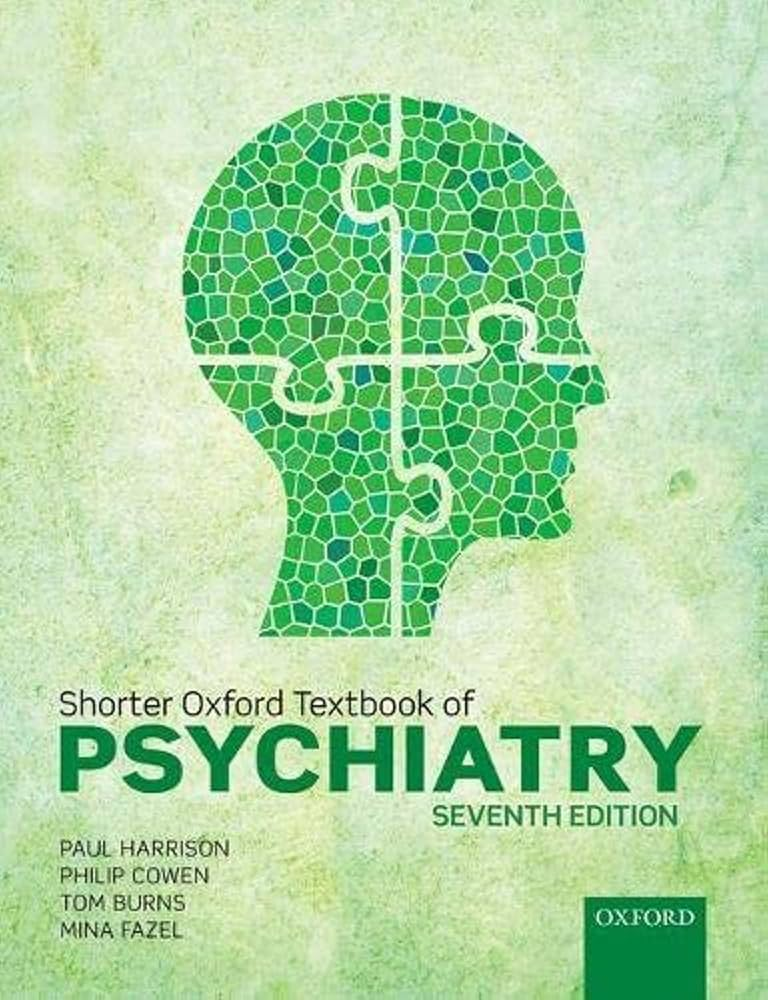 Shorter Oxford Textbook of
PSYCHIATRY
SEVENTH EDITION
PAUL HARRISON
PHILIP COWEN
TOM BURNS
MINA FAZEL
OXFORD